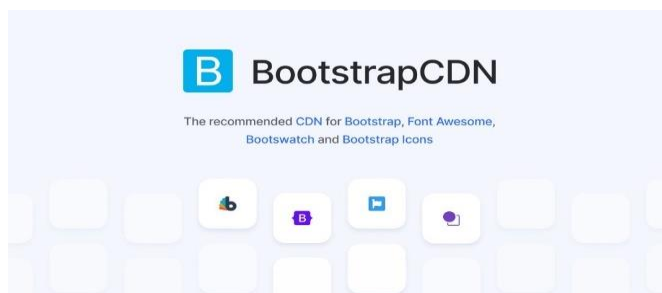 B BootstrapCDN
The recommended CDN for Bootstrap, Font Awesome,
Bootswatch and Bootstrap Icons
b B